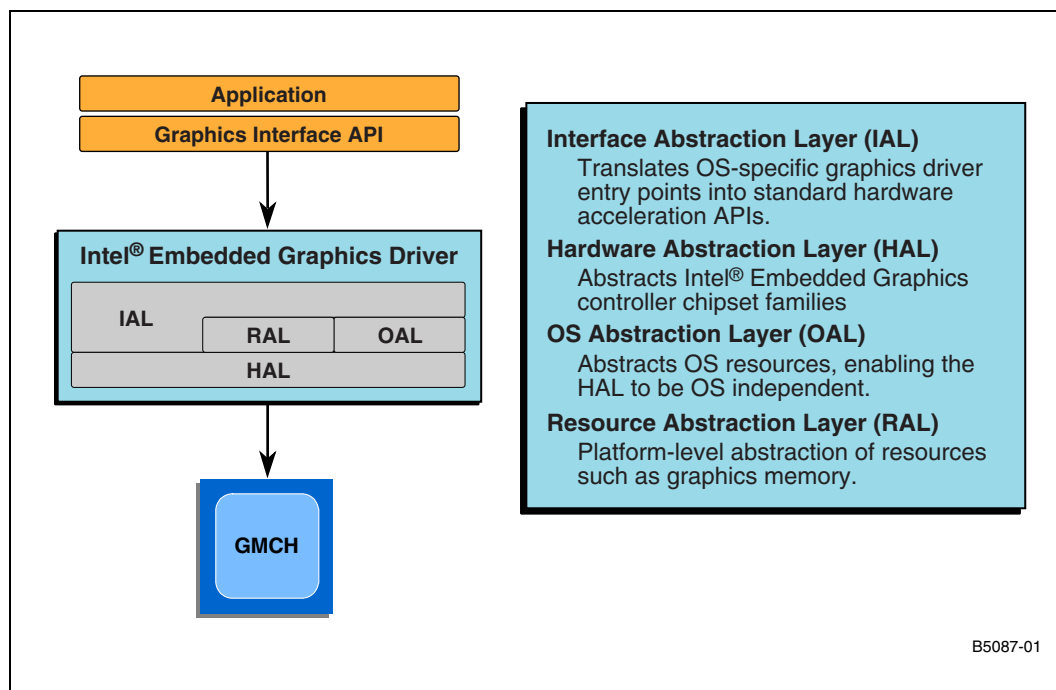 Application
Graphics Interface API
Intel® Embedded Graphics Driver
IAL
RAL
OAL
HAL
GMCH
Interface Abstraction Layer (IAL)
Translates OS-specific graphics driver
entry points into standard hardware
acceleration APIs.
Hardware Abstraction Layer (HAL)
Abstracts Intel® Embedded Graphics
controller chipset families
OS Abstraction Layer (OAL)
Abstracts OS resources, enabling the
HAL to be OS independent.
Resource Abstraction Layer (RAL)
Platform-level abstraction of resources
such as graphics memory.
B5087-01